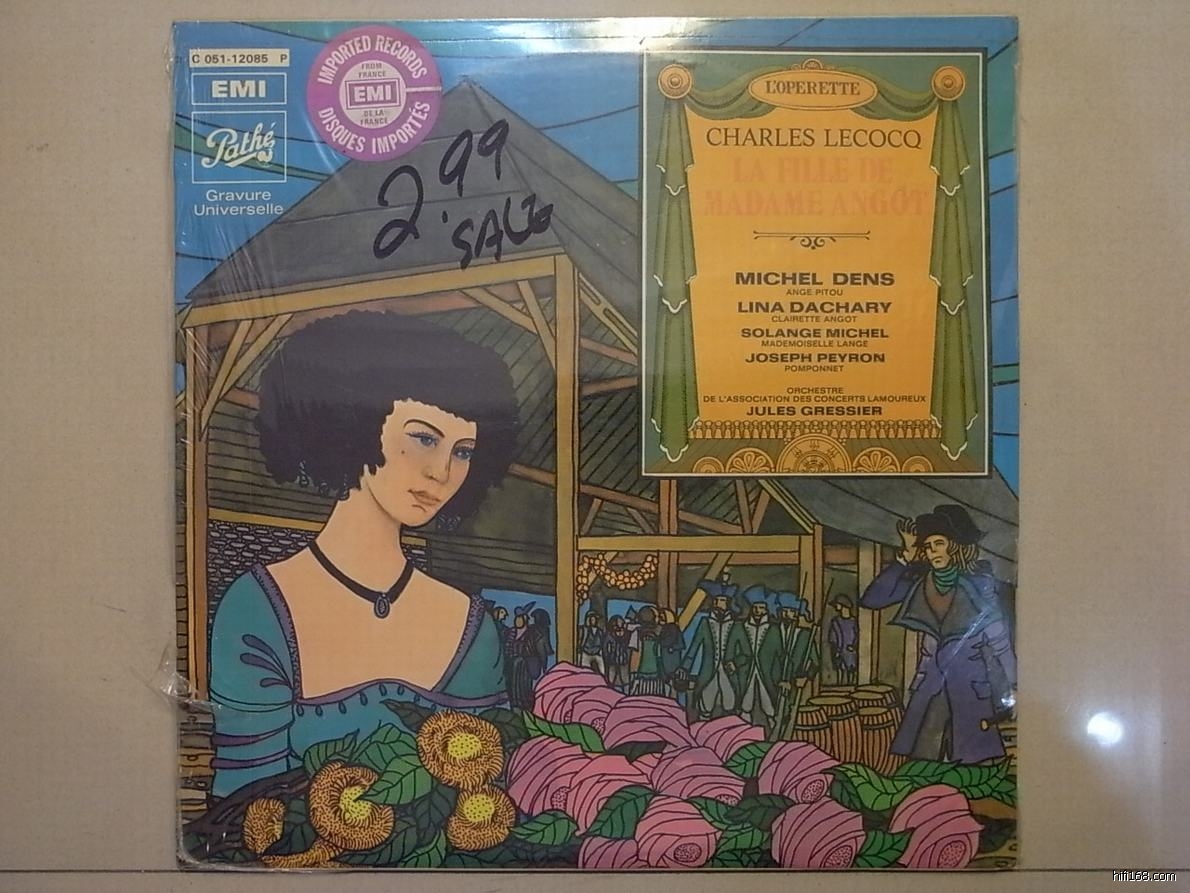 C 051-12085 P
EMI
Pathé
Gravure
Universelle
IMPORTED RECORDS
FROM
FRANCE
EMI
DE LA
FRANCE
DISQUES IMPORTÉS
2.99
SALE
L'OPERETTE
CHARLES LECOCQ
LA FILLE DE
MADAME ANGOT
MICHEL DENS
ANGE PITOU
LINA DACHARY
CLAIRETTE ANGOT
SOLANGE MICHEL
MADEMOISELLE LANGE
JOSEPH PEYRON
POMPONNET
ORCHESTRE
DE L'ASSOCIATION DES CONCERTS LAMOUREUX
JULES GRESSIER
hifi168.com